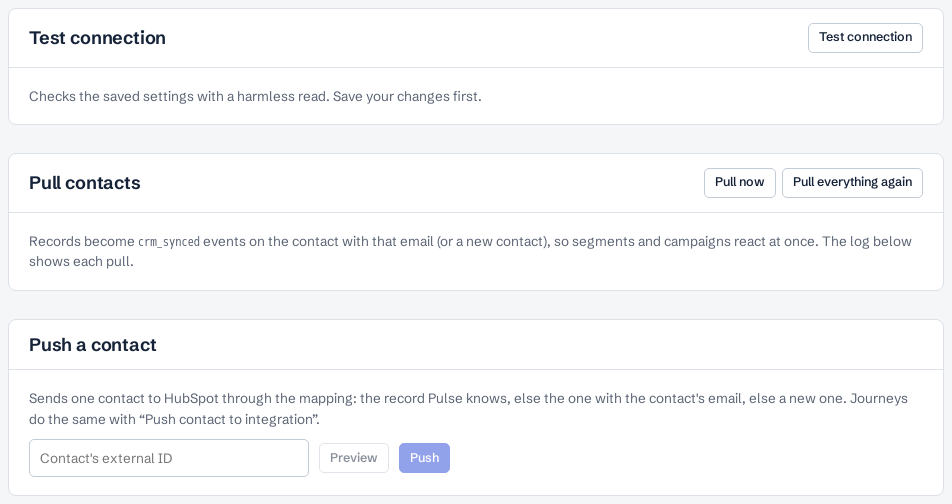 Test connection
Test connection
Checks the saved settings with a harmless read. Save your changes first.
Pull contacts
Pull now
Pull everything again
Records become crm_synced events on the contact with that email (or a new contact), so segments and campaigns react at once. The log below
shows each pull.
Push a contact
Sends one contact to HubSpot through the mapping: the record Pulse knows, else the one with the contact's email, else a new one. Journeys
do the same with “Push contact to integration”.
Contact's external ID
Preview
Push